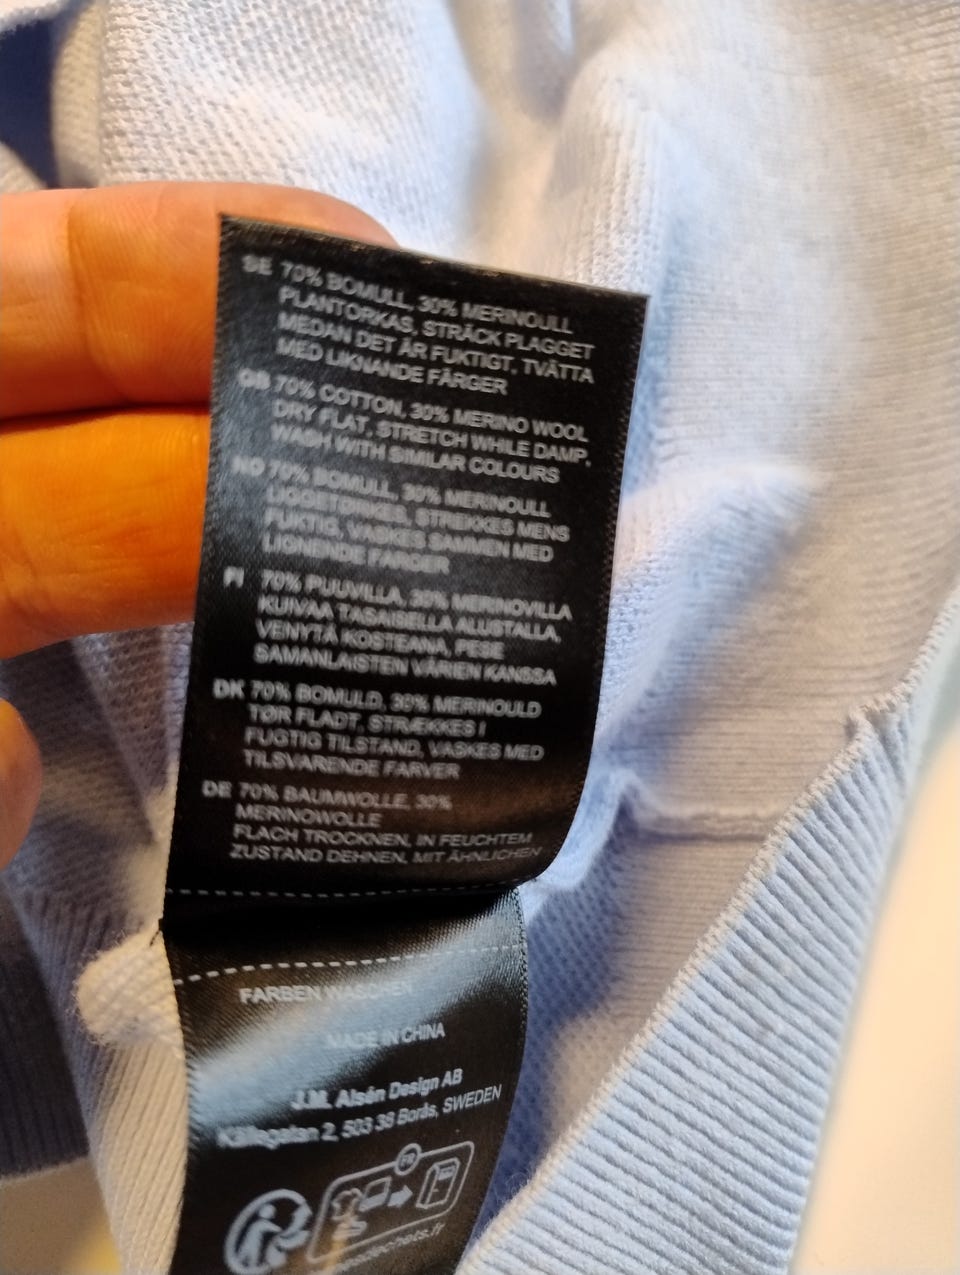 SE 70% BOMULL, 30% MERINOULL
PLANTORKAS, STRÄCK PLAGGET
MEDAN DET ÄR FUKTIGT, TVÄTTA
MED LIKNANDE FÄRGER
GB 70% COTTON, 30% MERINO WOOL
DRY FLAT, STRETCH WHILE DAMP,
WASH WITH SIMILAR COLOURS
NO 70% BOMULL, 30% MERINOULL
LIGGETØRKES, STREKKES MENS
FUKTIG, VASKES SAMMEN MED
LIGNENDE FARGER
FI 70% PUUVILLA, 30% MERINOVILLA
KUIVAA TASAISELLA ALUSTALLA,
VENYTÄ KOSTEANA, PESE
SAMANLAISTEN VÄRIEN KANSSA
DK 70% BOMULD, 30% MERINOULD
TØR FLADT, STRÆKKES I
FUGTIG TILSTAND, VASKES MED
TILSVARENDE FARVER
DE 70% BAUMWOLLE, 30%
MERINOWOLLE
FLACH TROCKNEN, IN FEUCHTEM
ZUSTAND DEHNEN, MIT ÄHNLICHEN
FARBEN WASCHEN
MADE IN CHINA
J.M. Alsén Design AB
2, 503 38 Borås, SWEDEN
FR